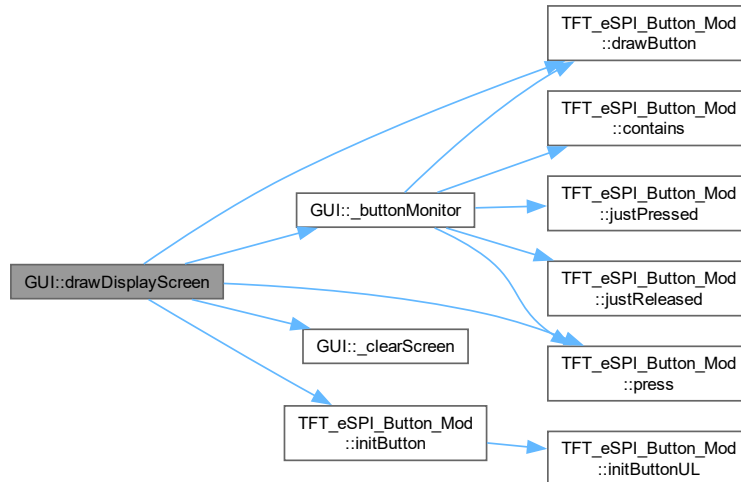 TFT_eSPI_Button_Mod
::drawButton
TFT_eSPI_Button_Mod
::contains
GUI::_buttonMonitor
TFT_eSPI_Button_Mod
::justPressed
GUI::drawDisplayScreen
TFT_eSPI_Button_Mod
::justReleased
GUI::_clearScreen
TFT_eSPI_Button_Mod
::press
TFT_eSPI_Button_Mod
::initButton
TFT_eSPI_Button_Mod
::initButtonUL